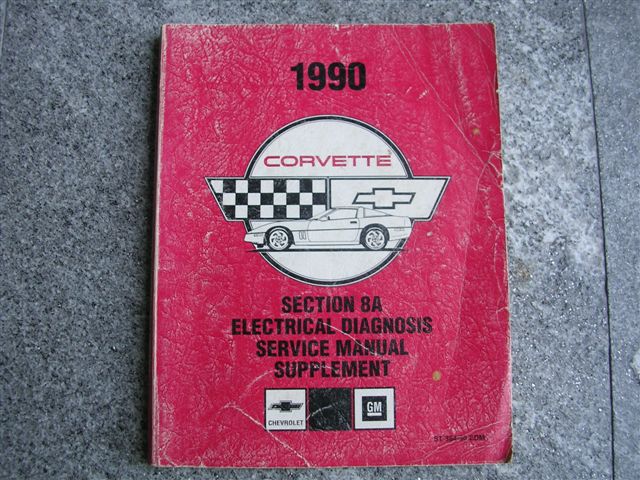 1990
CORVETTE
SECTION 8A
ELECTRICAL DIAGNOSIS
SERVICE MANUAL
SUPPLEMENT
CHEVROLET
GM